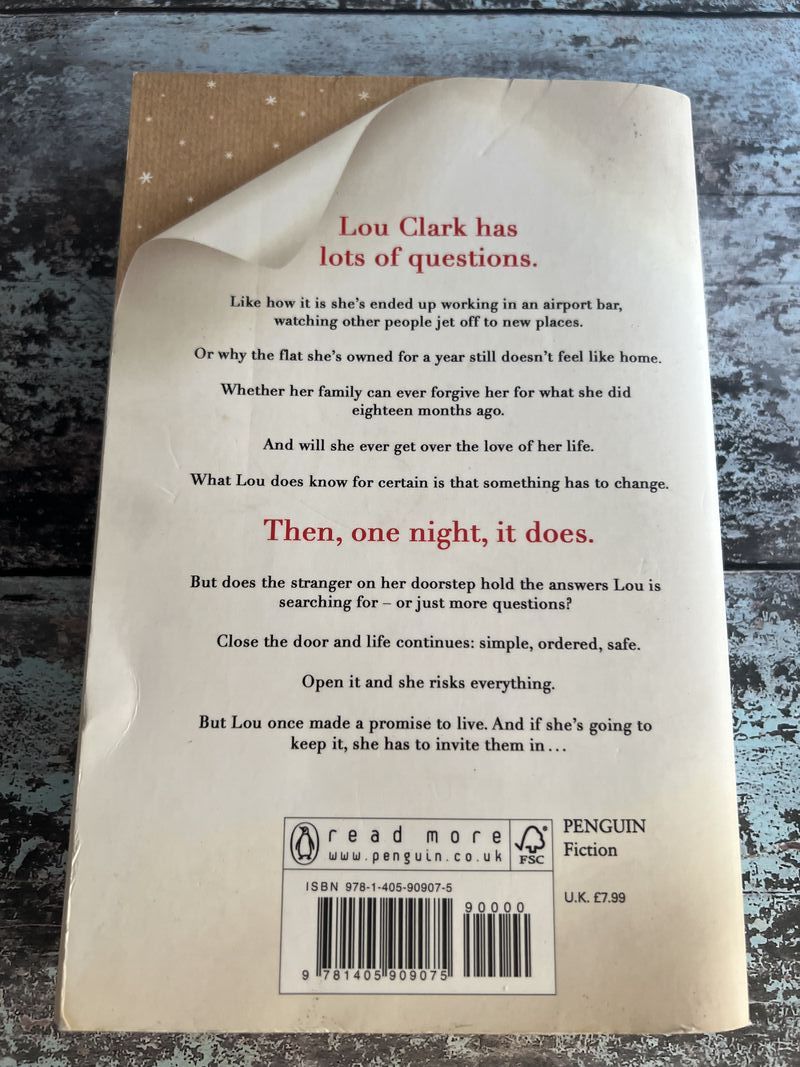 Lou Clark has
lots of questions.
Like how it is she's ended up working in an airport bar,
watching other people jet off to new places.
Or why the flat she's owned for a year still doesn't feel like home.
Whether her family can ever forgive her for what she did
eighteen months ago.
And will she ever get over the love of her life.
What Lou does know for certain is that something has to change.
Then, one night, it does.
But does the stranger on her doorstep hold the answers Lou is
searching for – or just more questions?
Close the door and life continues: simple, ordered, safe.
Open it and she risks everything.
But Lou once made a promise to live. And if she's going to
keep it, she has to invite them in...
read more
www.penguin.co.uk
FSC
PENGUIN
Fiction
U.K. £7.99
ISBN 978-1-405-90907-5
90000
9 781405 909075